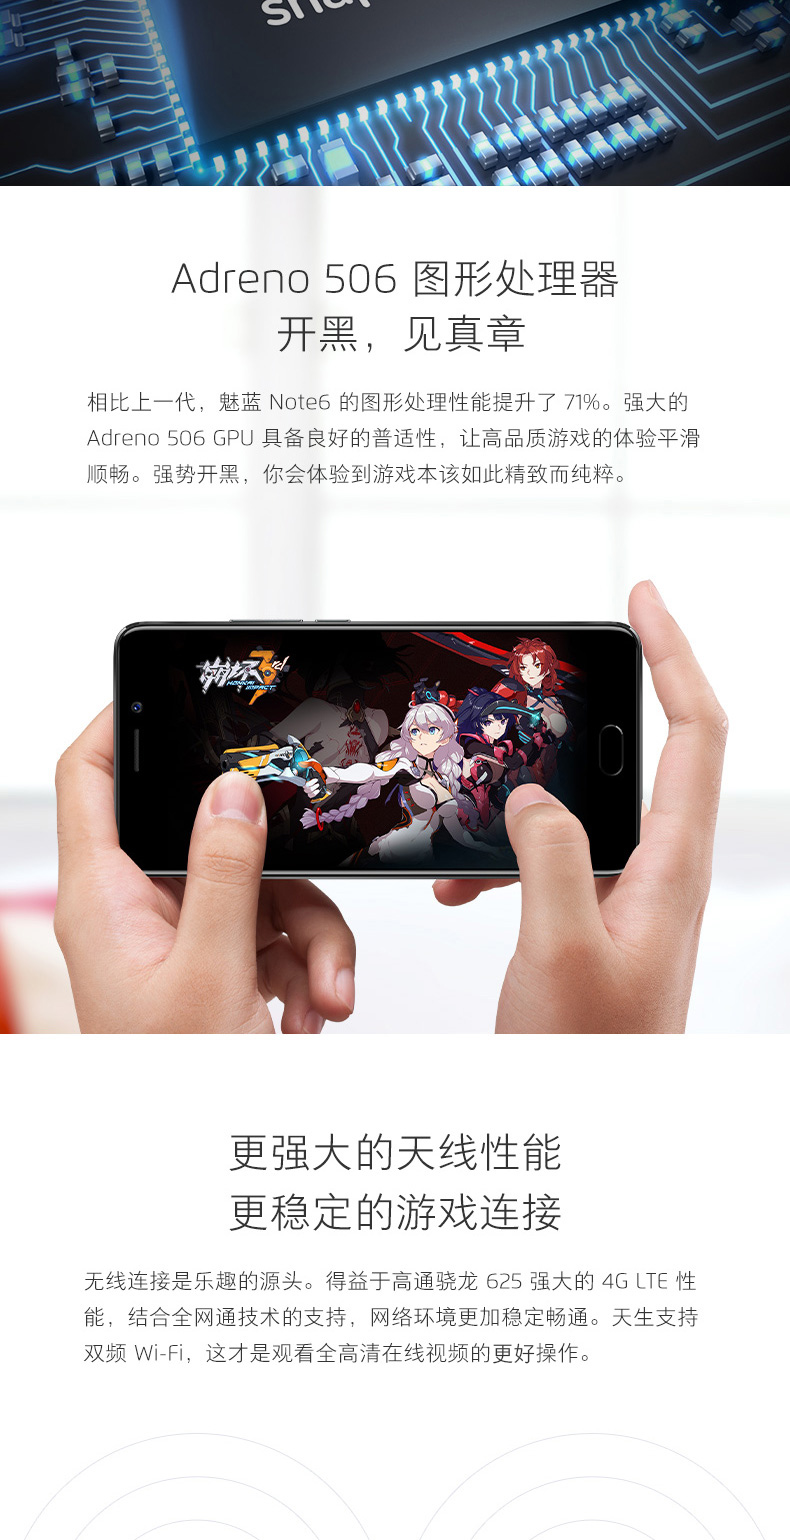 Adreno 506 图形处理器
开黑，见真章
相比上一代，魅蓝 Note6 的图形处理性能提升了 71%。强大的
Adreno 506 GPU 具备良好的普适性，让高品质游戏的体验平滑
顺畅。强势开黑，你会体验到游戏本该如此精致而纯粹。
崩坏3rd
HONKAI
IMPACT
更强大的天线性能
更稳定的游戏连接
无线连接是乐趣的源头。得益于高通骁龙 625 强大的 4G LTE 性
能，结合全网通技术的支持，网络环境更加稳定畅通。天生支持
双频 Wi-Fi，这才是观看全高清在线视频的更好操作。